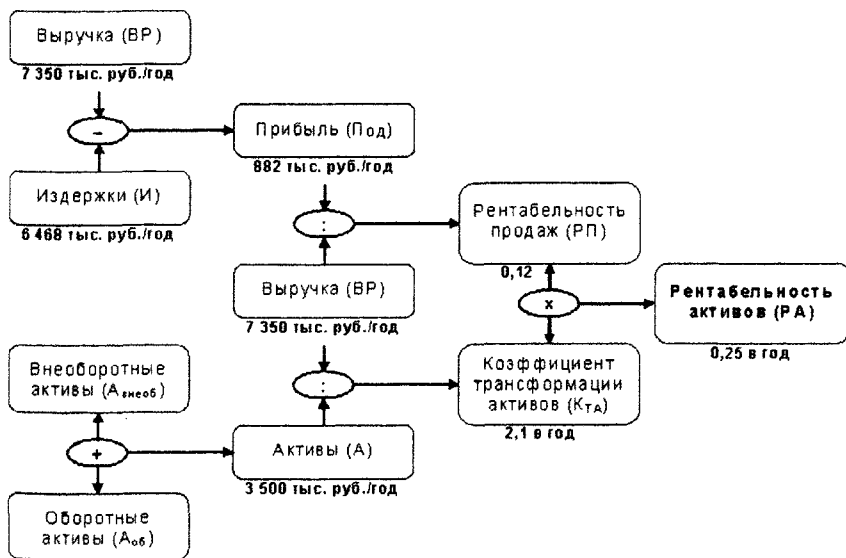 Выручка (ВР)
7 350 тыс. руб./год
-
Прибыль (Под)
882 тыс. руб./год
Издержки (И)
6 468 тыс. руб./год
:
Рентабельность
продаж (РП)
0,12
Выручка (ВР)
7 350 тыс. руб./год
x
Рентабельность
активов (РА)
0,25 в год
Внеоборотные
активы (Авнеоб)
:
Коэффициент
трансформации
активов (КТА)
2,1 в год
+
Активы (А)
3 500 тыс. руб./год
Оборотные
активы (Аоб)